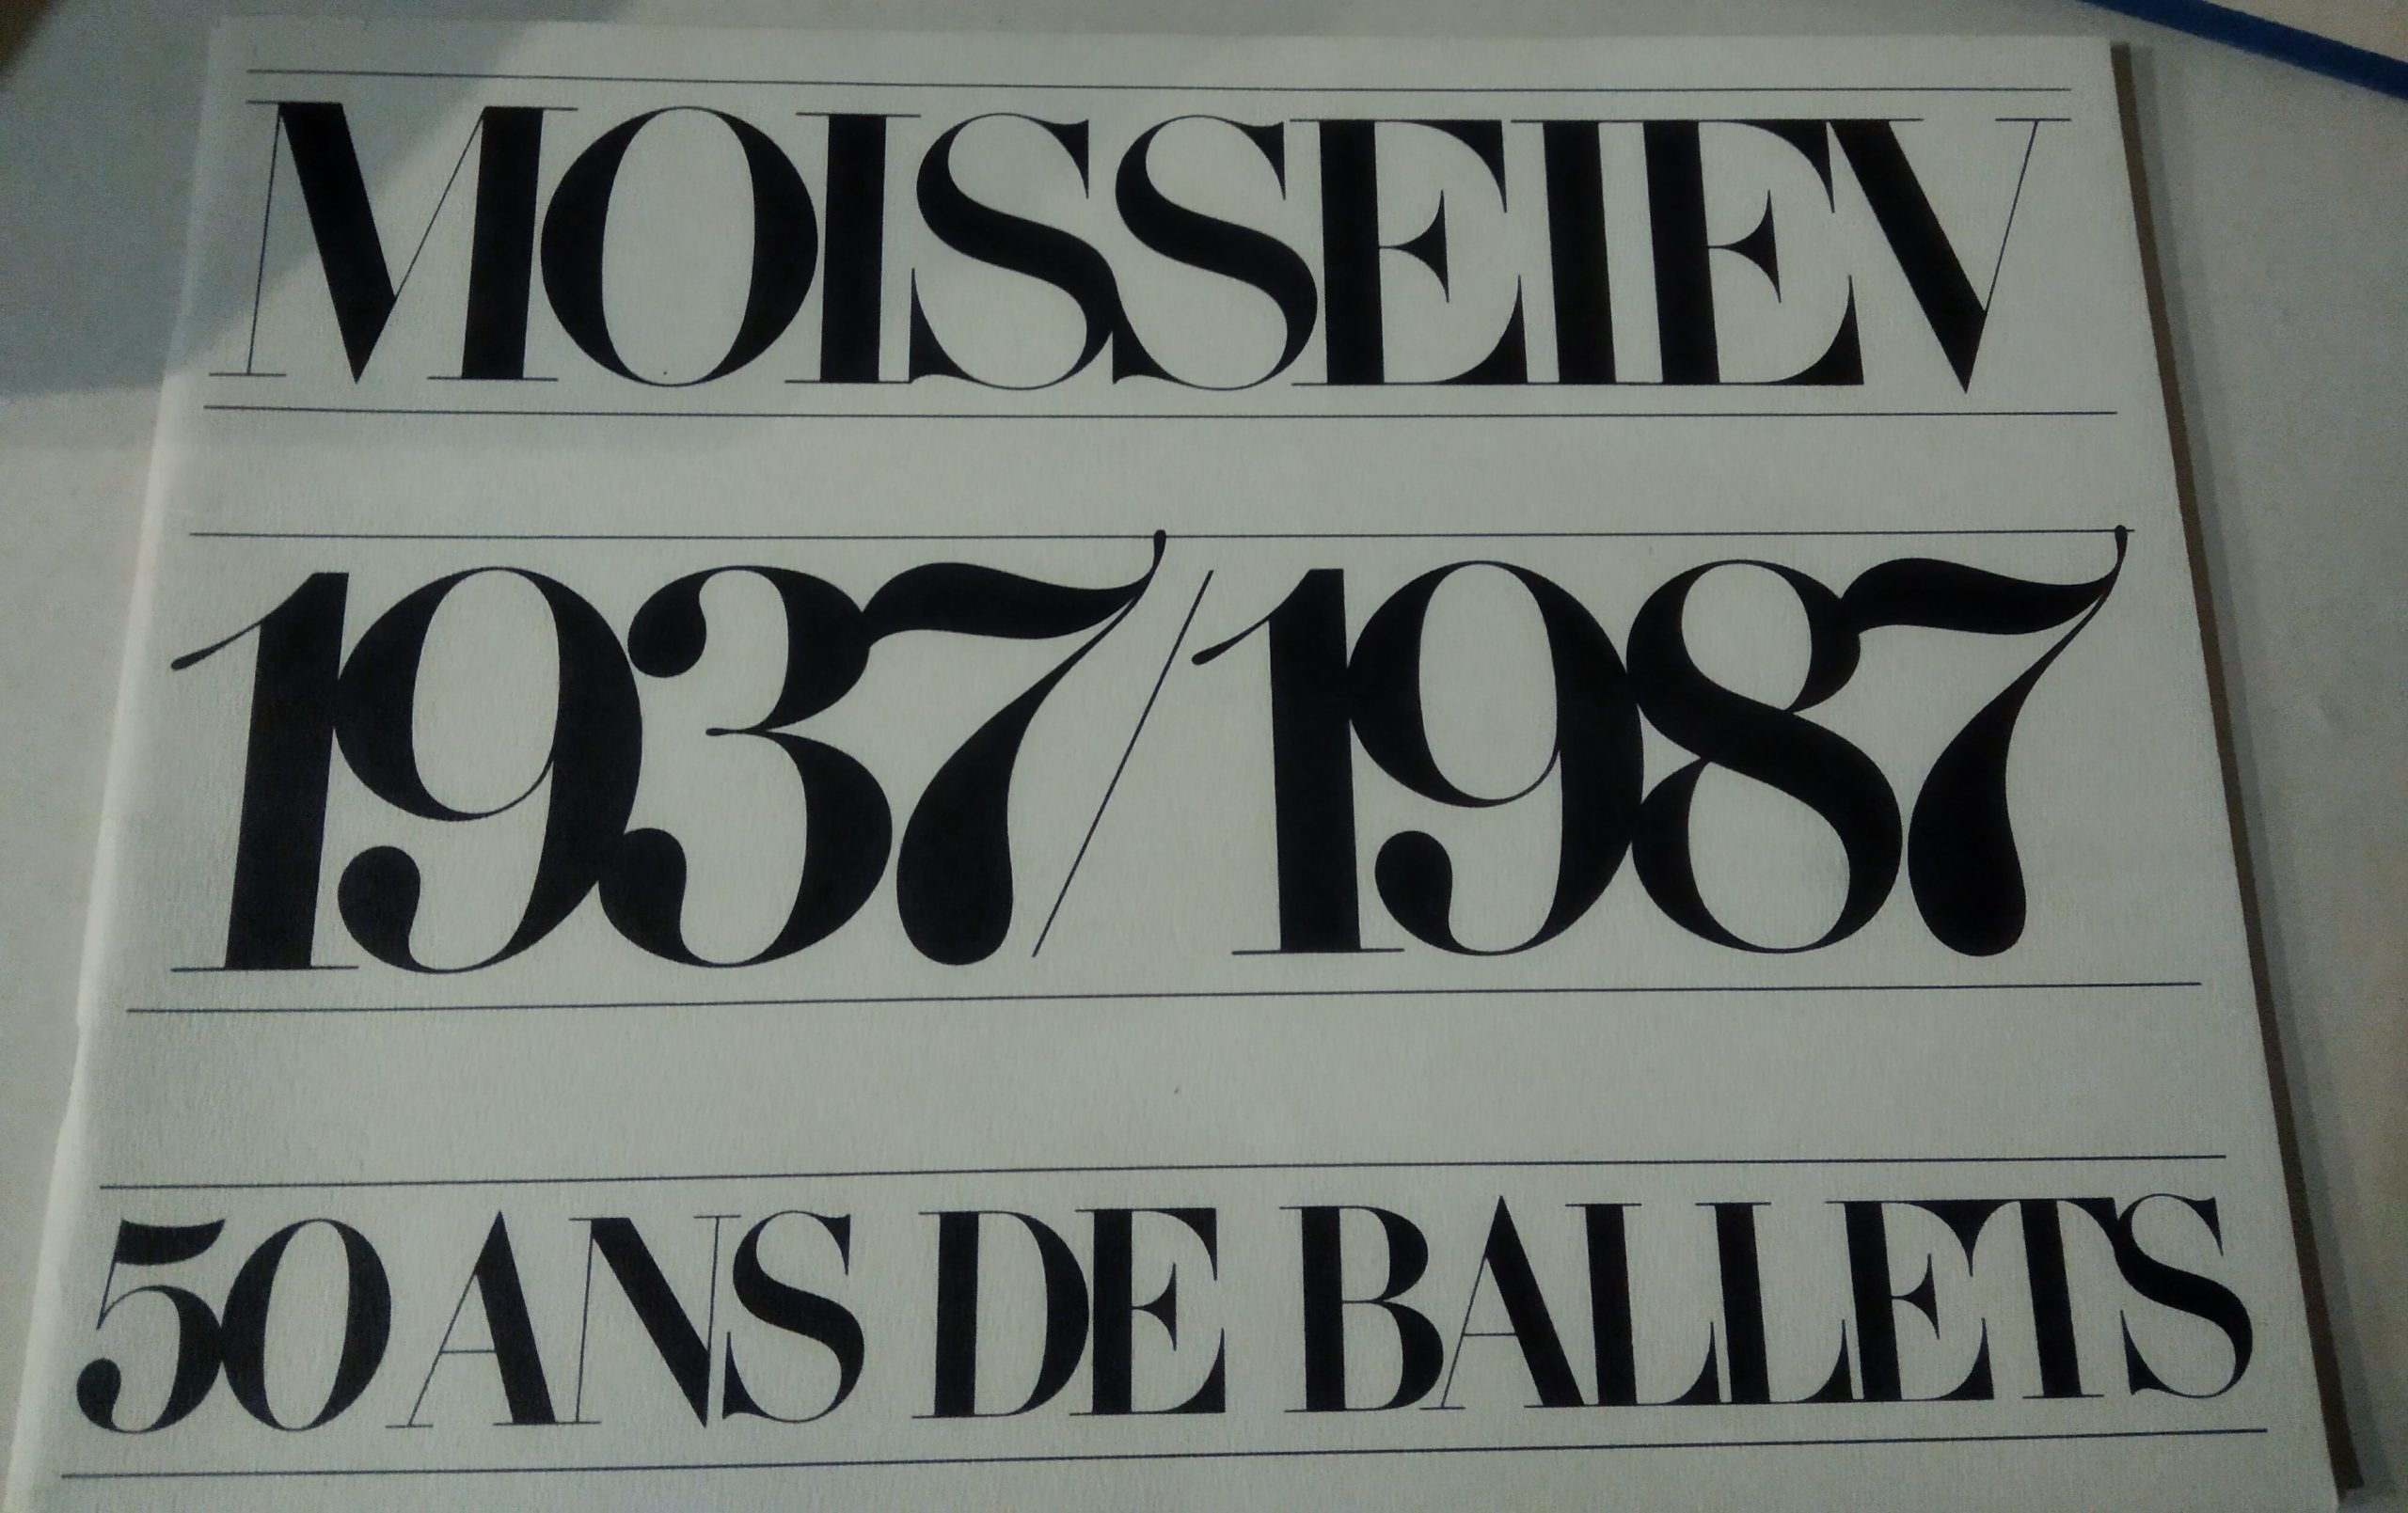 MOISSEIEV
1937/1987
50 ANS DE BALLETS